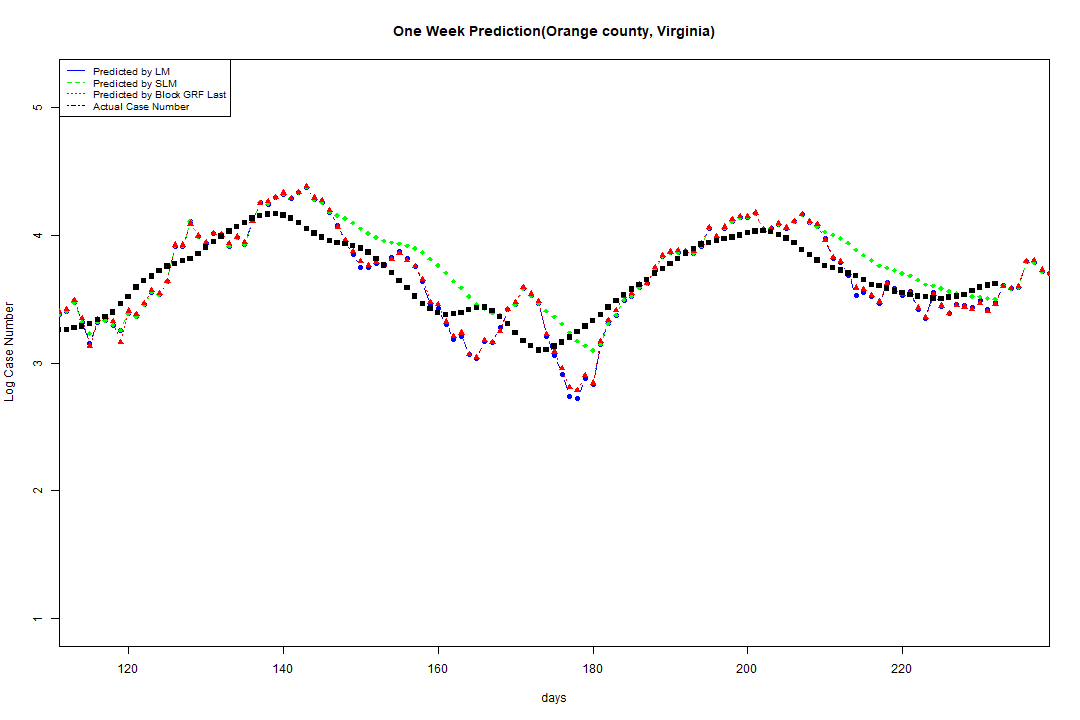 One Week Prediction(Orange county, Virginia)
Predicted by LM
Predicted by SLM
Predicted by Block GRF Last
Actual Case Number
5
4
3
2
1
Log Case Number
120 140 160 180 200 220
days